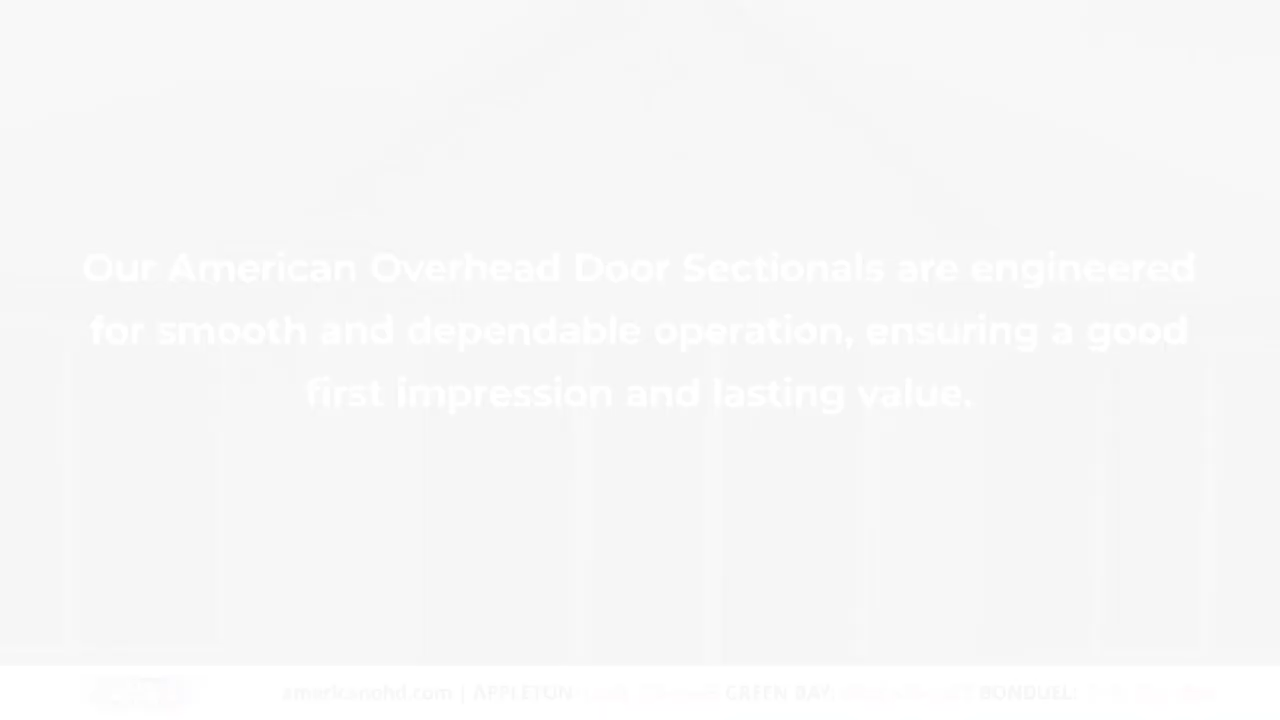 Our American Overhead Door Sectionals are engineered
for smooth and dependable operation, ensuring a good
first impression and lasting value.
americanohd.com | APPLETON GREEN BAY: BONDUEL: